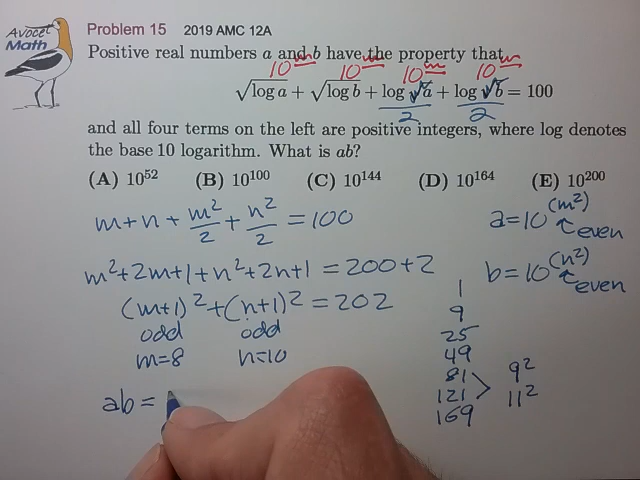 Avocet Math
Problem 15 2019 AMC 12A
Positive real numbers a and b have the property that
10^m 10^n 10^m 10^n
√log a + √log b + log √a + log √b = 100
2 2
and all four terms on the left are positive integers, where log denotes
the base 10 logarithm. What is ab?
(A) 10^52 (B) 10^100 (C) 10^144 (D) 10^164 (E) 10^200
m+n+m²/2+n²/2=100
a=10^(m²)
even
m²+2m+1+n²+2n+1=200+2
b=10^(n²)
even
(m+1)²+(n+1)²=202
odd odd
m=8 n=10
1
9
25
49
81
121
169
9²
11²
ab=